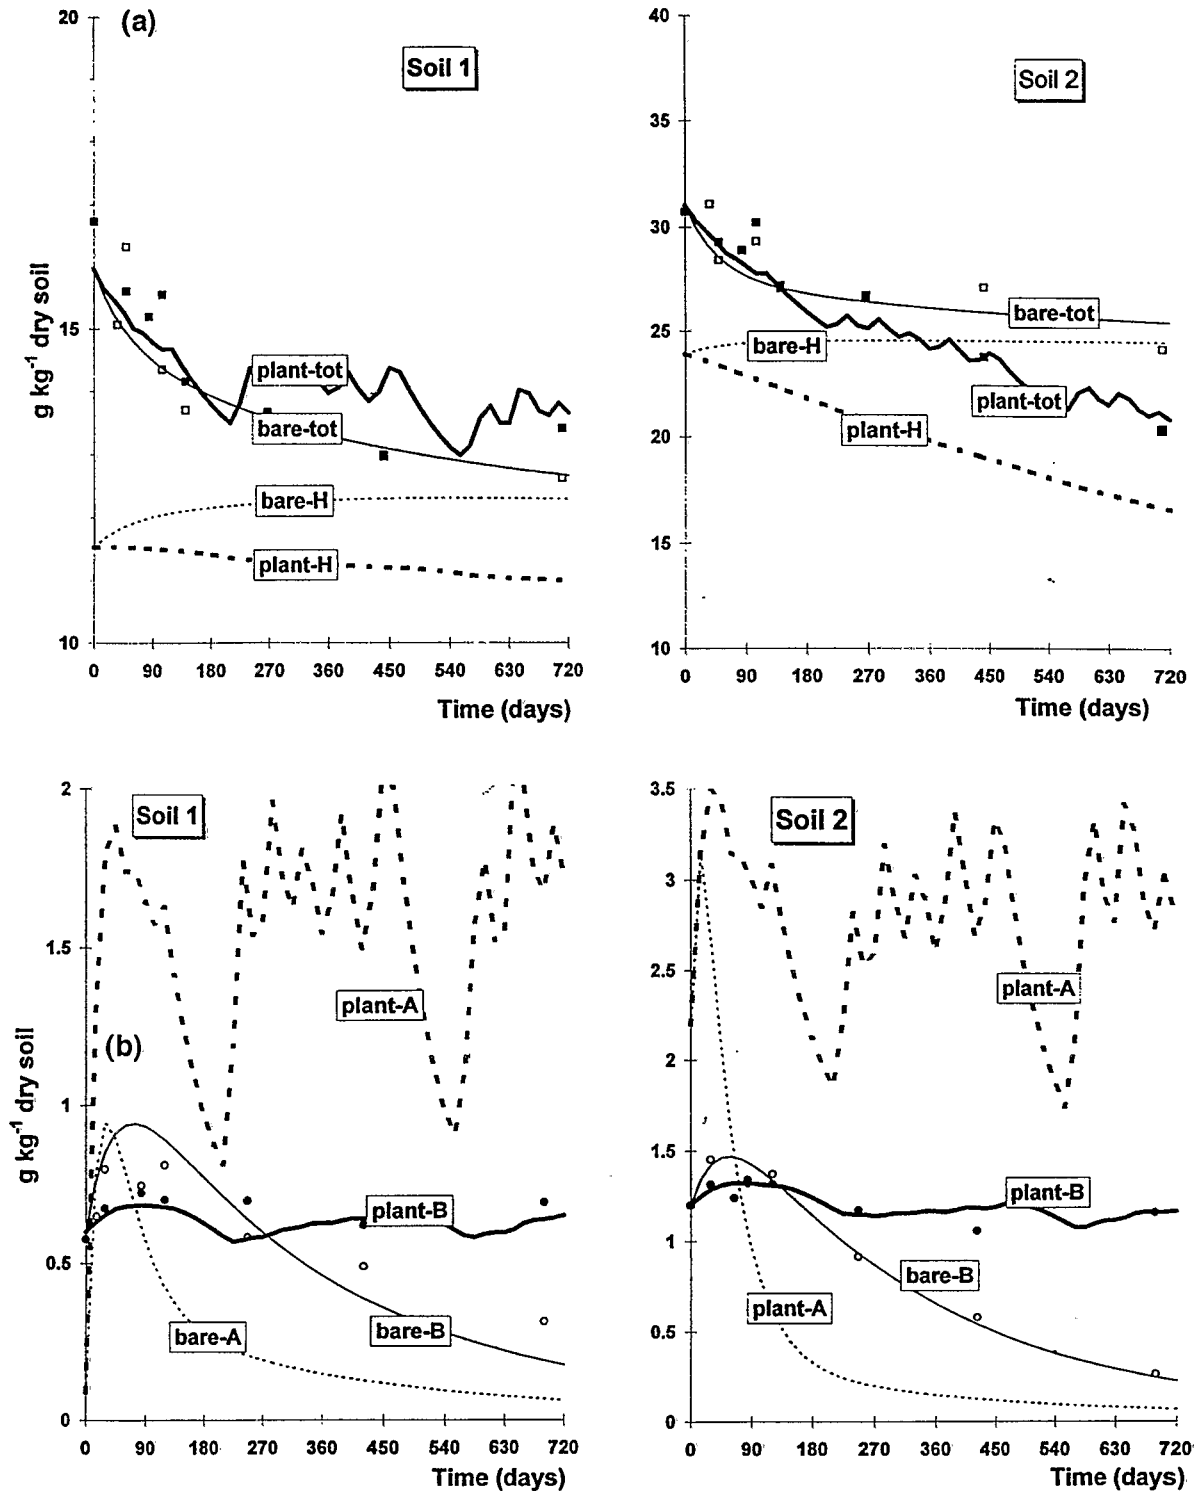 (a)
g kg⁻¹ dry soil
20
15
10
Soil 1
plant-tot
bare-tot
bare-H
plant-H
0 90 180 270 360 450 540 630 720
Time (days)
40
35
30
25
20
15
10
Soil 2
bare-tot
bare-H
plant-tot
plant-H
0 90 180 270 360 450 540 630 720
Time (days)
(b)
g kg⁻¹ dry soil
2
1.5
1
0.5
0
Soil 1
plant-A
plant-B
bare-A
bare-B
0 90 180 270 360 450 540 630 720
Time (days)
3.5
3
2.5
2
1.5
1
0.5
0
Soil 2
plant-A
plant-B
bare-B
plant-A
0 90 180 270 360 450 540 630 720
Time (days)